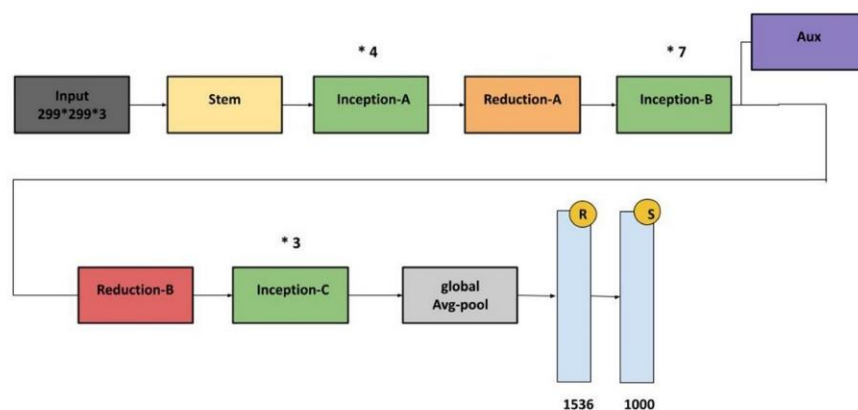 * 4
* 7
Aux
Input
299*299*3
Stem
Inception-A
Reduction-A
Inception-B
* 3
R
S
Reduction-B
Inception-C
global
Avg-pool
1536
1000